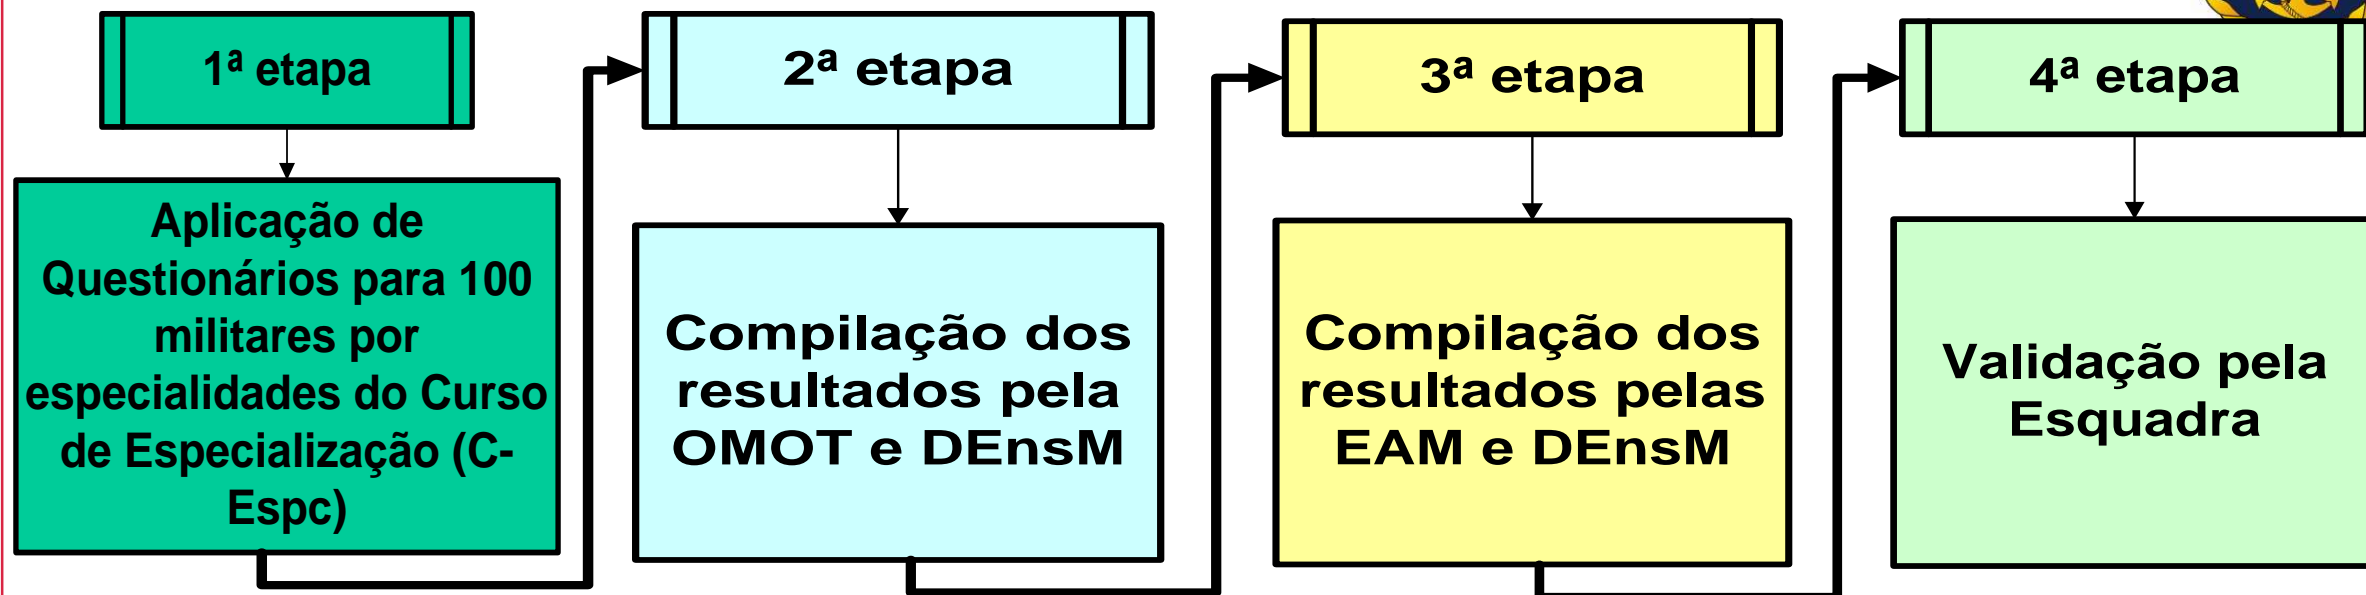 1ª etapa
Aplicação de
Questionários para 100
militares por
especialidades do Curso
de Especialização (C-
Espc)
2ª etapa
Compilação dos
resultados pela
OMOT e DEnsM
3ª etapa
Compilação dos
resultados pelas
EAM e DEnsM
4ª etapa
Validação pela
Esquadra